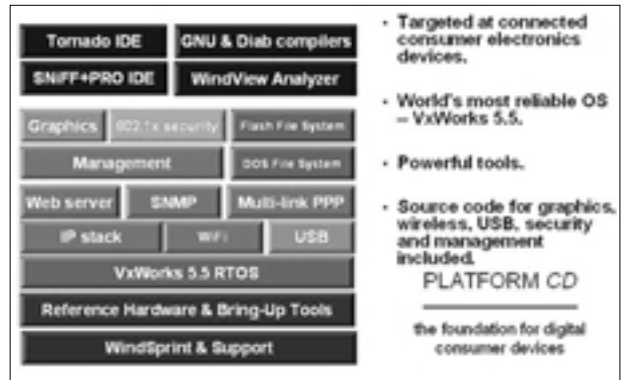 Tornado IDE
GNU & Diab compilers
SNiFF+PRO IDE
WindView Analyzer
Graphics
802.1x security
Flash File System
Management
DOS File System
Web server
SNMP
Multi-link PPP
IP stack
WiFi
USB
VxWorks 5.5 RTOS
Reference Hardware & Bring-Up Tools
WindSprint & Support
• Targeted at connected
consumer electronics
devices.
• World's most reliable OS
– VxWorks 5.5.
• Powerful tools.
• Source code for graphics,
wireless, USB, security
and management
included.
PLATFORM CD
the foundation for digital
consumer devices